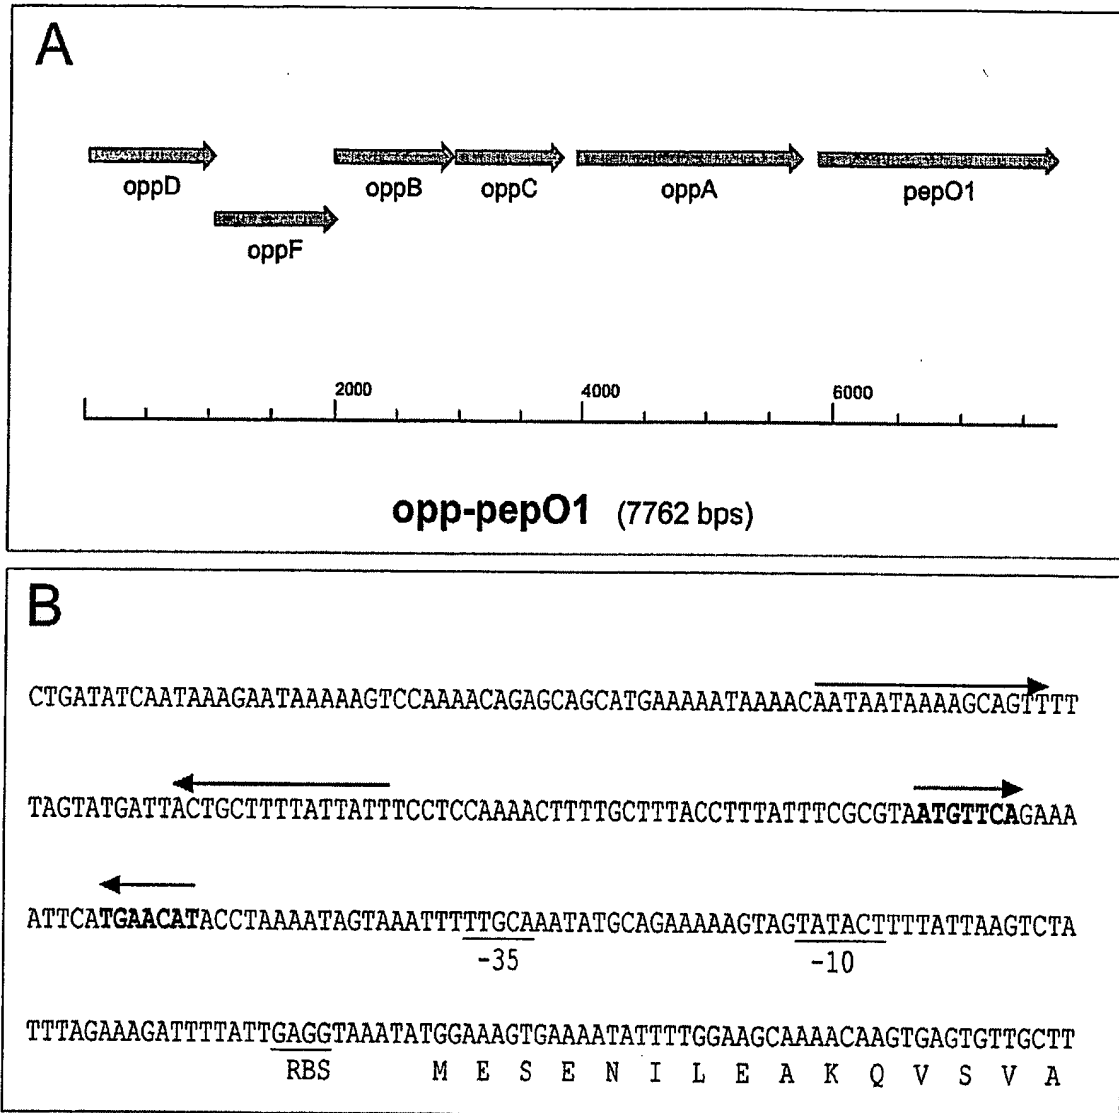 A
oppD oppB oppC oppA pepO1
oppF
2000 4000 6000
opp-pepO1 (7762 bps)
B
CTGATATCAATAAAGAATAAAAAGTCCAAAACAGAGCAGCATGAAAAATAAAACAATAATAAAAGCAGTTTT
TAGTATGATTACTGCTTTTATTATTTCCTCCAAAACTTTTGCTTTACCTTTATTTCGCGTAATGTTCAGAAA
ATTCATGAACATACCTAAAATAGTAAATTTTTGCAAATATGCAGAAAAAGTAGTATACTTTTATTAAGTCTA
-35 -10
TTTAGAAAGATTTTATTGAGGTAAATATGGAAAGTGAAAATATTTTGGAAGCAAAACAAGTGAGTGTTGCTT
RBS M E S E N I L E A K Q V S V A